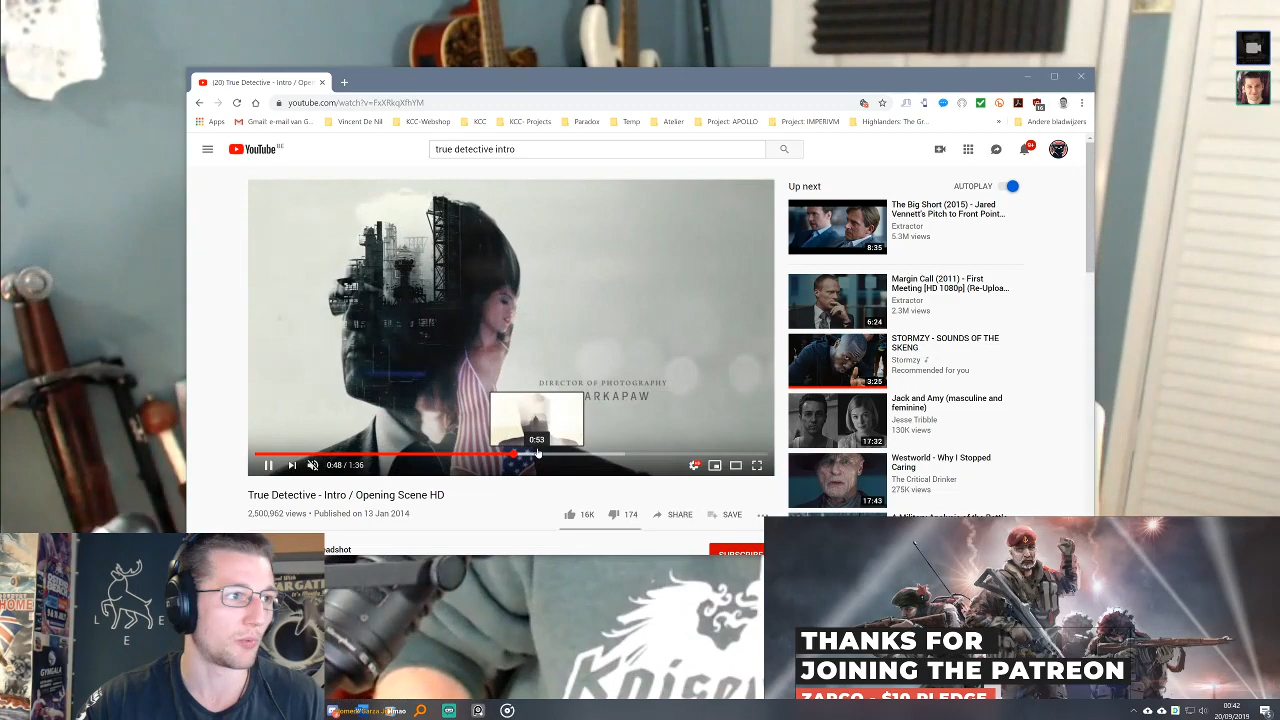 (20) True Detective - Intro / Ope
youtube.com/watch?v=FxXRkqXfhYM
Apps
Gmail: e-mail van G...
Vincent De Nil
KCC-Webshop
KCC
KCC- Projects
Paradox
Temp
Atelier
Project: APOLLO
Project: IMPERIVM
Highlanders: The Gr...
»
Andere bladwijzers
YouTube BE
true detective intro
9+
Up next
AUTOPLAY
The Big Short (2015) - Jared
Vennett's Pitch to Front Point...
Extractor
5.3M views
8:35
Margin Call (2011) - First
Meeting [HD 1080p] (Re-Uploa...
Extractor
2.3M views
6:24
STORMZY - SOUNDS OF THE
SKENG
Stormzy
Recommended for you
3:25
Jack and Amy (masculine and
feminine)
Jesse Tribble
130K views
17:32
Westworld - Why I Stopped
Caring
The Critical Drinker
275K views
17:43
DIRECTOR OF PHOTOGRAPHY
ARKAPAW
0:53
0:48 / 1:36
True Detective - Intro / Opening Scene HD
2,500,962 views • Published on 13 Jan 2014
16K
174
SHARE
SAVE
adshot
SUBSCRIBE
L
E
E
THANKS FOR
JOINING THE PATREON
ZARCO - $10 PLEDGE
00:42
20/09/2019